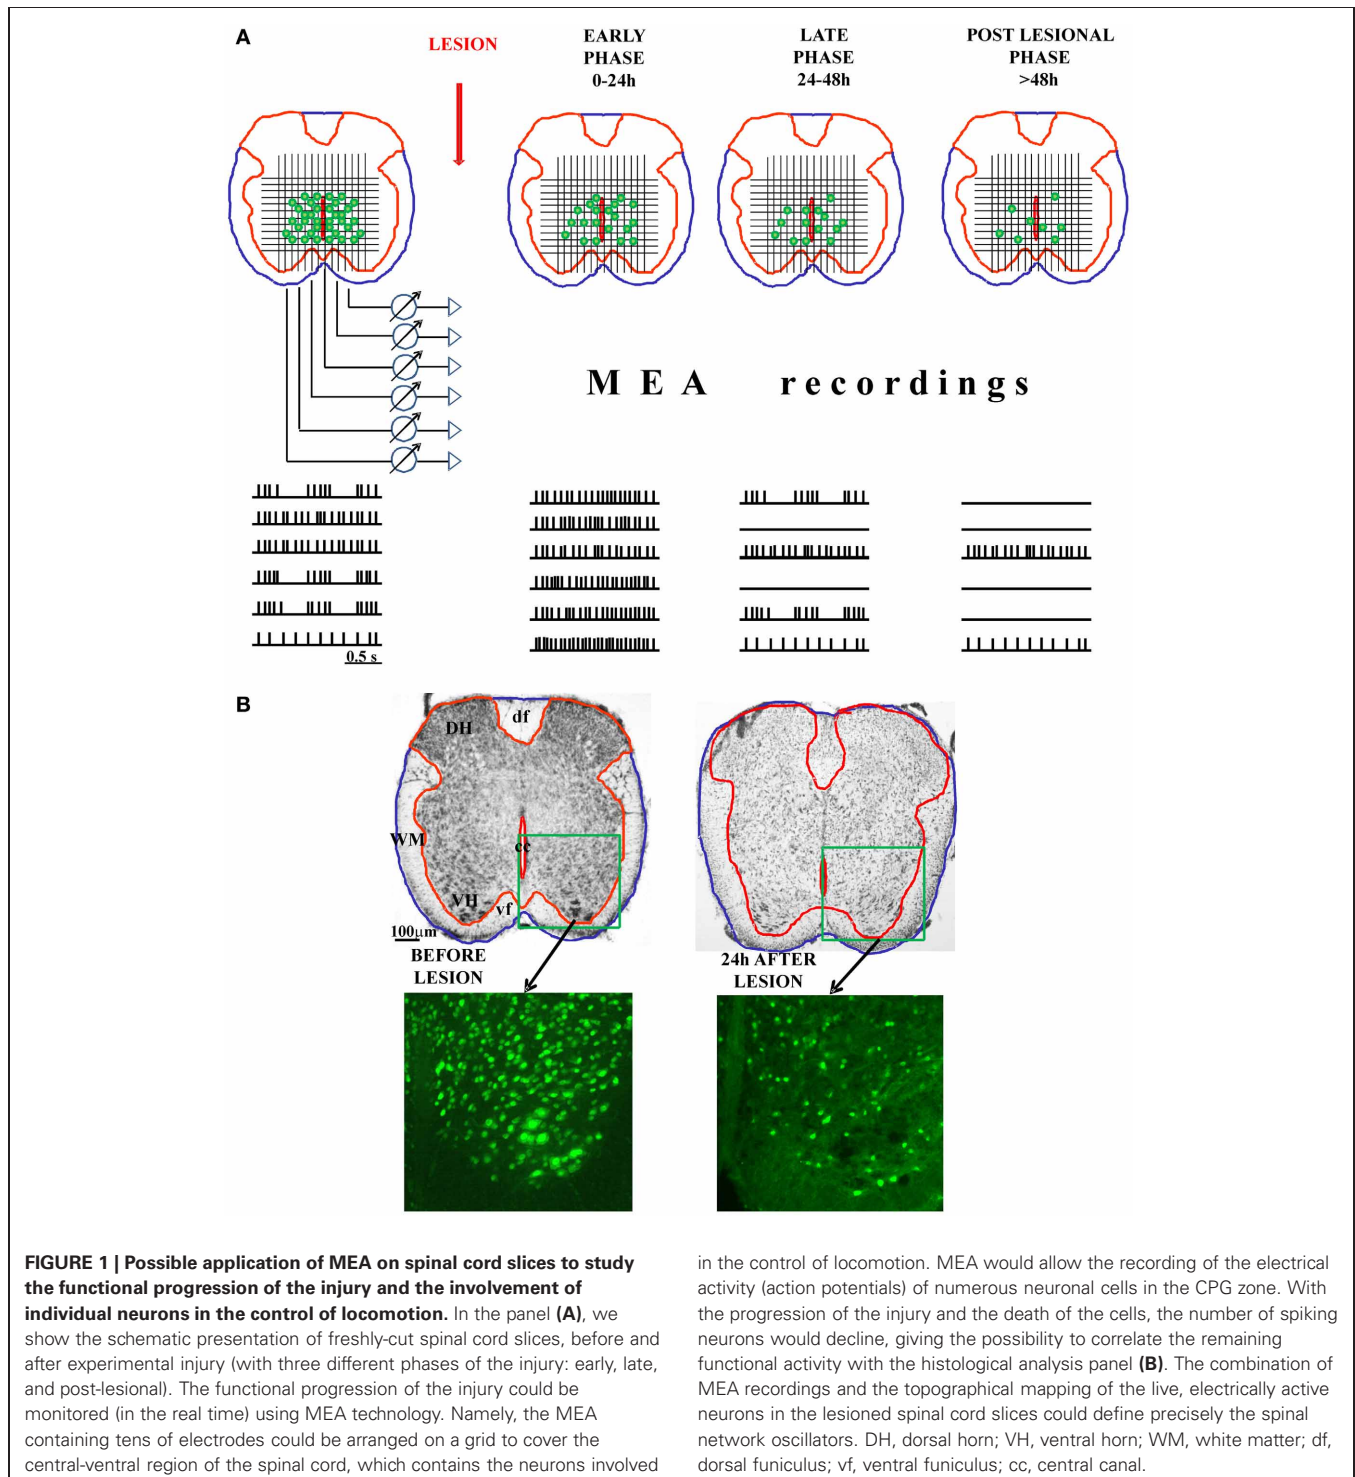 A
LESION
EARLY
PHASE
0-24h
LATE
PHASE
24-48h
POST LESIONAL
PHASE
>48h
MEA recordings
0.5 s
B
df
DH
WM
cc
VH
vf
100μm
BEFORE
LESION
24h AFTER
LESION
FIGURE 1 | Possible application of MEA on spinal cord slices to study
the functional progression of the injury and the involvement of
individual neurons in the control of locomotion. In the panel (A), we
show the schematic presentation of freshly-cut spinal cord slices, before and
after experimental injury (with three different phases of the injury: early, late,
and post-lesional). The functional progression of the injury could be
monitored (in the real time) using MEA technology. Namely, the MEA
containing tens of electrodes could be arranged on a grid to cover the
central-ventral region of the spinal cord, which contains the neurons involved
in the control of locomotion. MEA would allow the recording of the electrical
activity (action potentials) of numerous neuronal cells in the CPG zone. With
the progression of the injury and the death of the cells, the number of spiking
neurons would decline, giving the possibility to correlate the remaining
functional activity with the histological analysis panel (B). The combination of
MEA recordings and the topographical mapping of the live, electrically active
neurons in the lesioned spinal cord slices could define precisely the spinal
network oscillators. DH, dorsal horn; VH, ventral horn; WM, white matter; df,
dorsal funiculus; vf, ventral funiculus; cc, central canal.